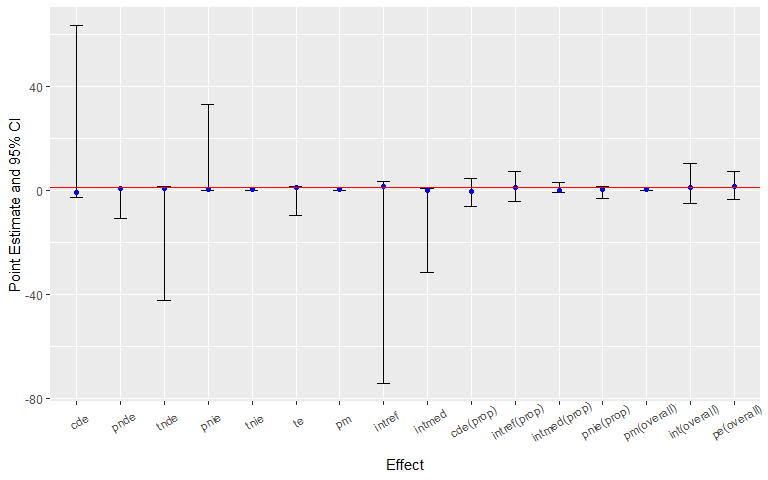 Point Estimate and 95% CI
40
0
-40
-80
cde
pnde
tnde
pnie
tnie
te
pm
intref
intmed
cde(prop)
intref(prop)
intmed(prop)
pnie(prop)
pm(overall)
int(overall)
pe(overall)
Effect